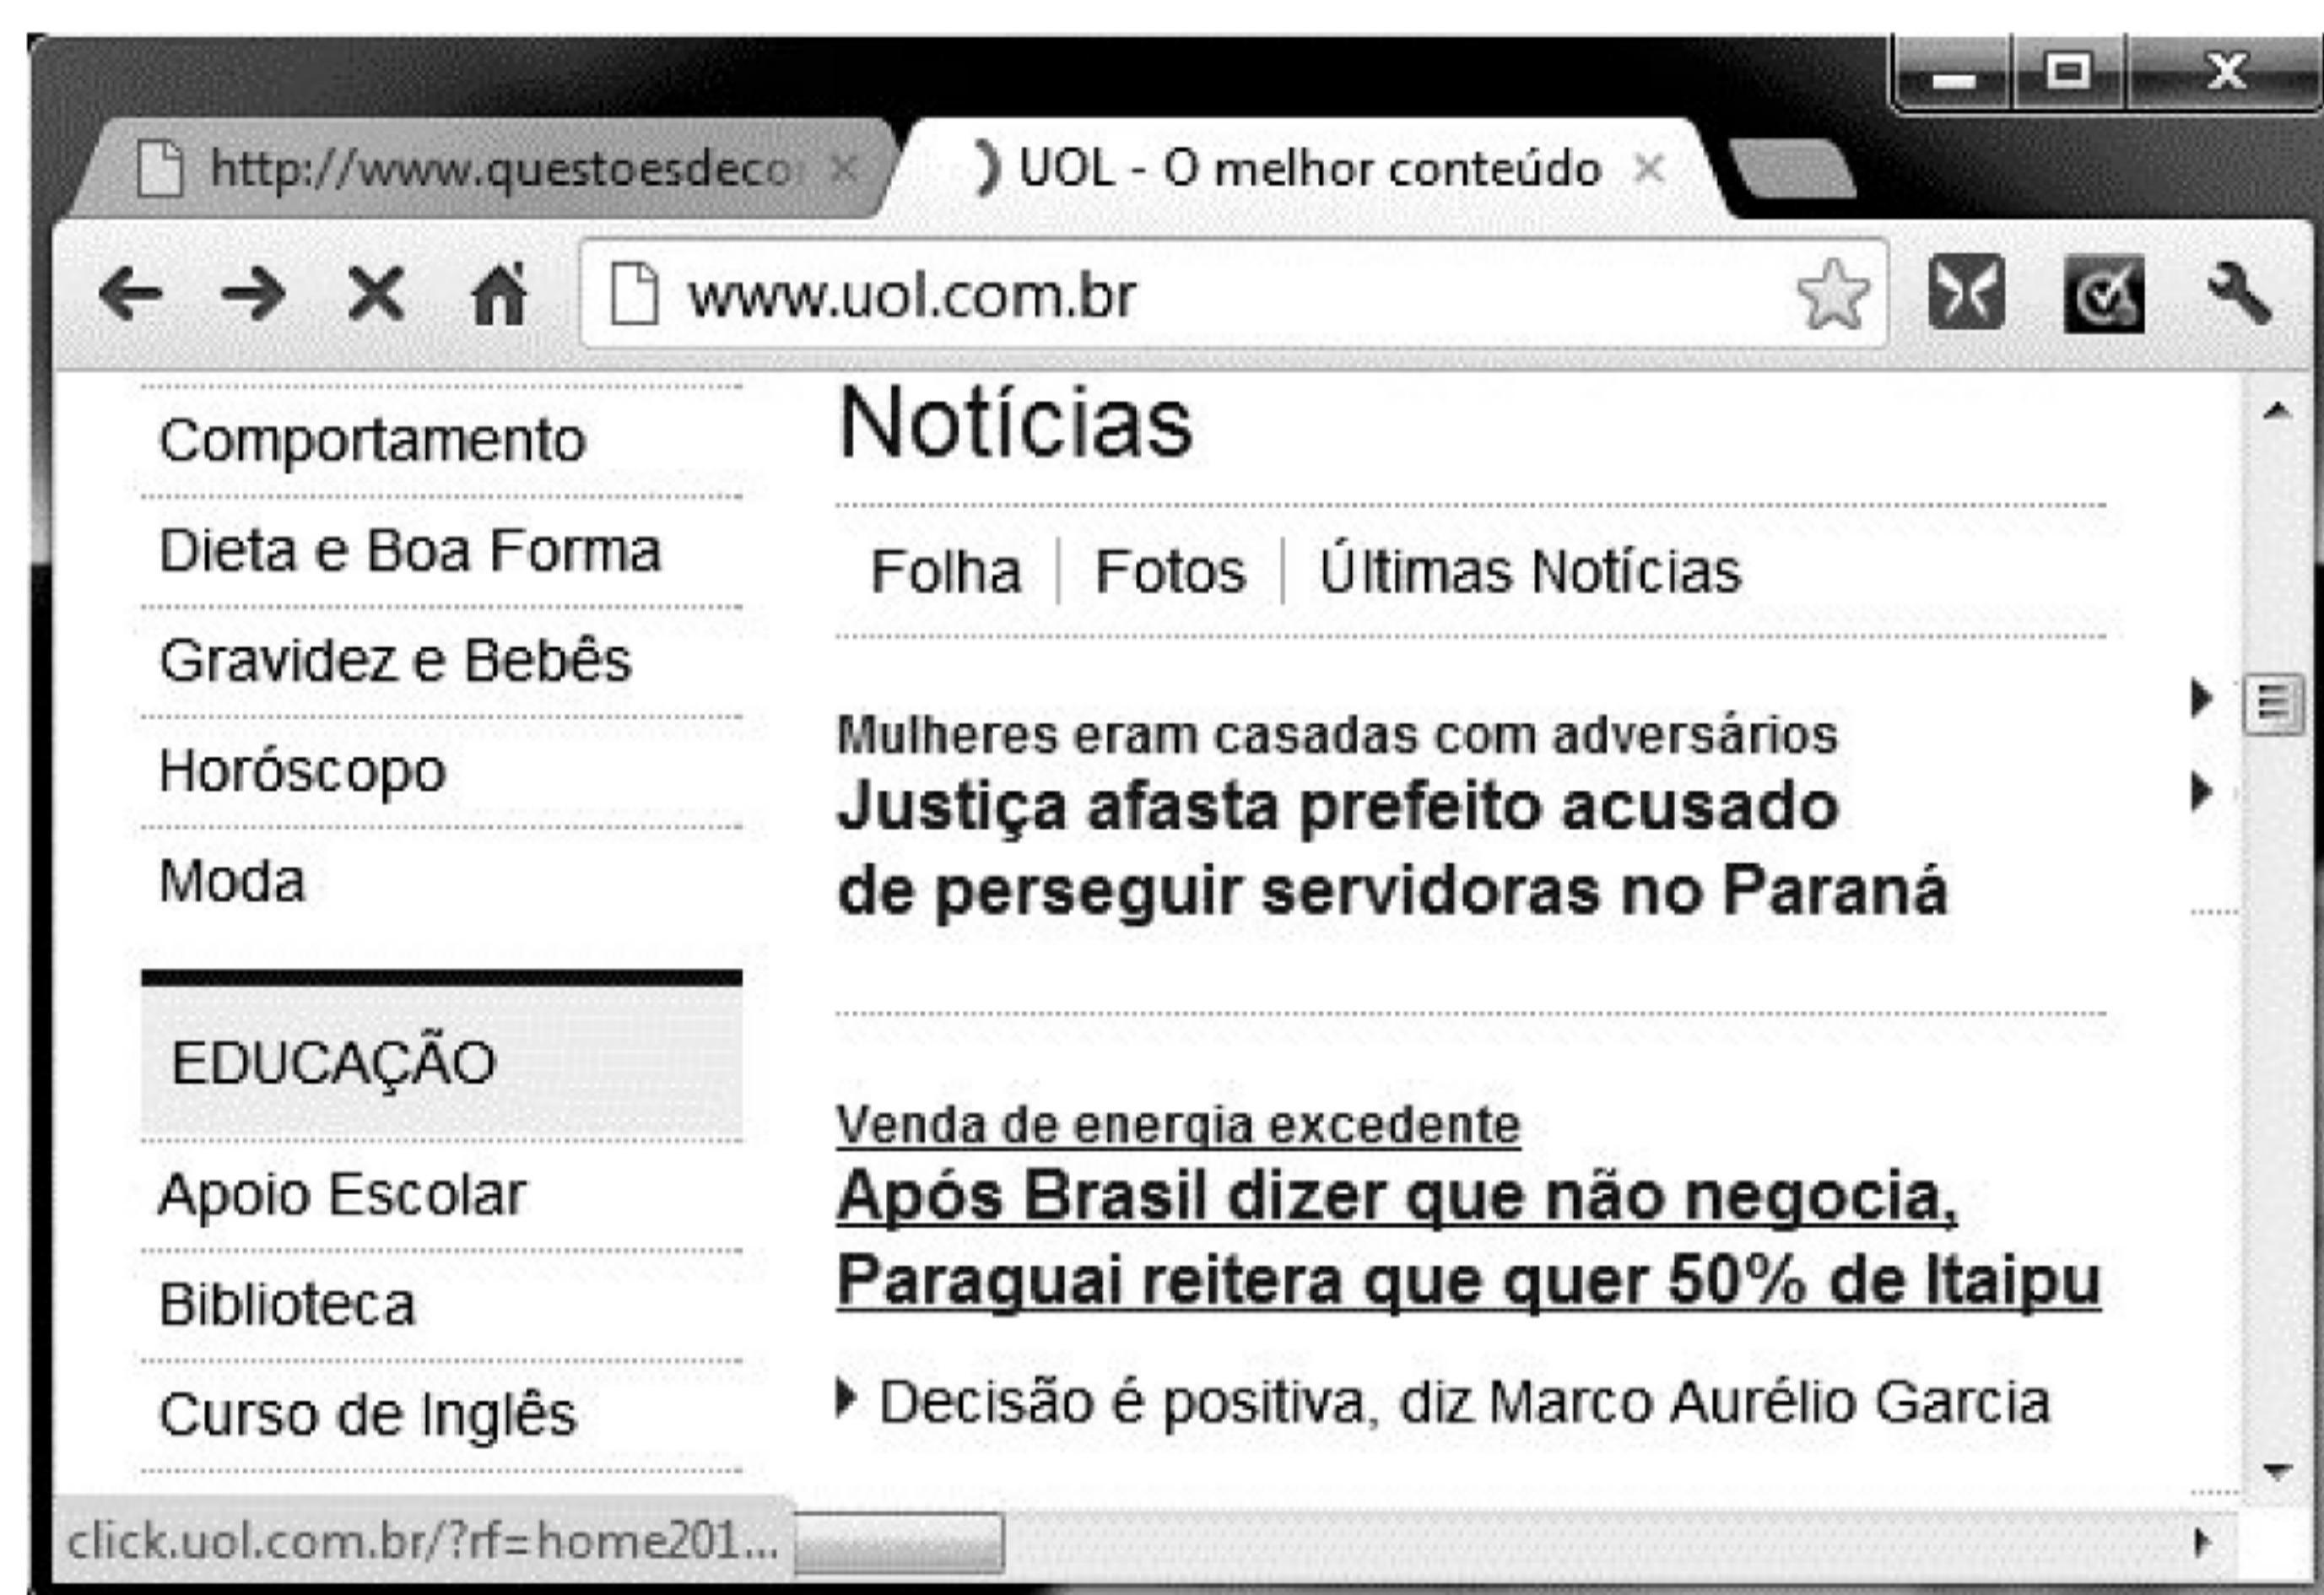 http://www.questoesdeco
UOL - O melhor conteúdo
www.uol.com.br
Comportamento
Dieta e Boa Forma
Gravidez e Bebês
Horóscopo
Moda
EDUCAÇÃO
Apoio Escolar
Biblioteca
Curso de Inglês
Notícias
Folha | Fotos | Últimas Notícias
Mulheres eram casadas com adversários
Justiça afasta prefeito acusado
de perseguir servidoras no Paraná
Venda de energia excedente
Após Brasil dizer que não negocia,
Paraguai reitera que quer 50% de Itaipu
Decisão é positiva, diz Marco Aurélio Garcia
click.uol.com.br/?rf=home201...